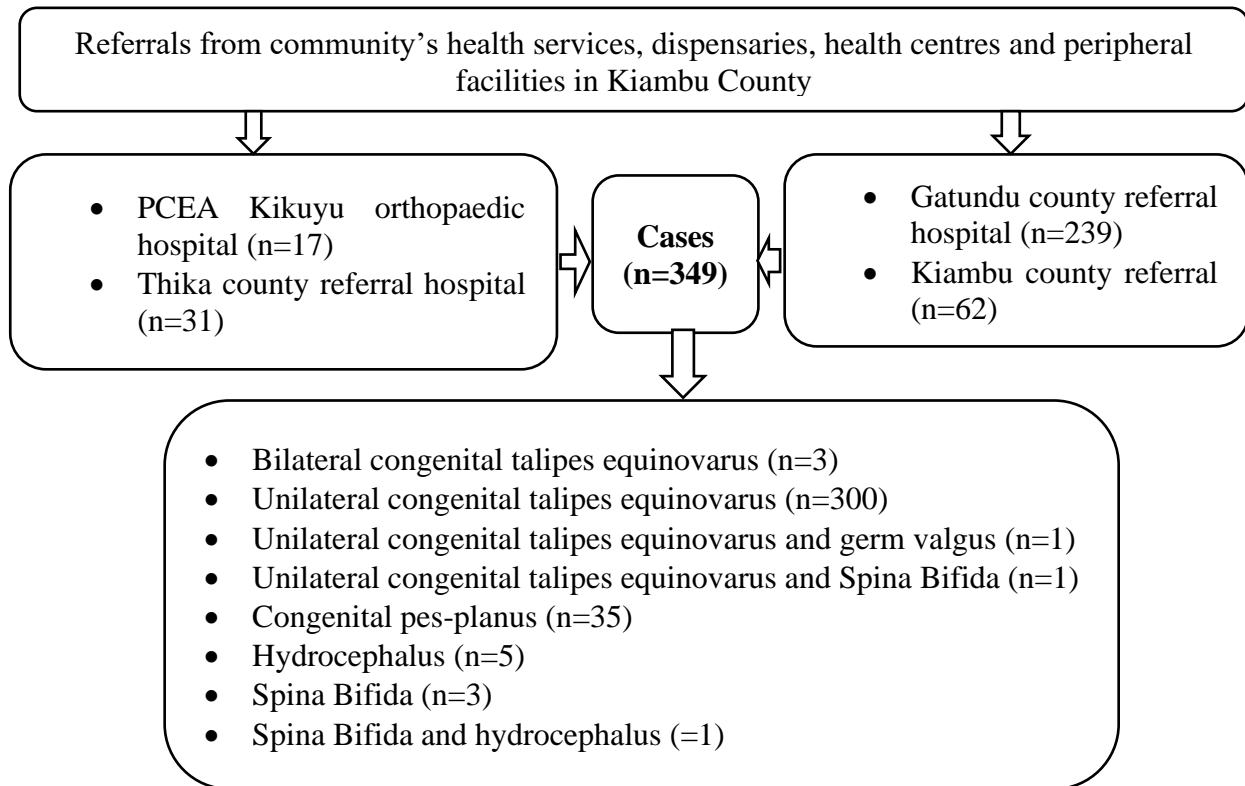 Referrals from community’s health services, dispensaries, health centres and peripheral
facilities in Kiambu County
• PCEA Kikuyu orthopaedic
hospital (n=17)
• Thika county referral hospital
(n=31)
Cases
(n=349)
• Gatundu county referral
hospital (n=239)
• Kiambu county referral
(n=62)
• Bilateral congenital talipes equinovarus (n=3)
• Unilateral congenital talipes equinovarus (n=300)
• Unilateral congenital talipes equinovarus and germ valgus (n=1)
• Unilateral congenital talipes equinovarus and Spina Bifida (n=1)
• Congenital pes-planus (n=35)
• Hydrocephalus (n=5)
• Spina Bifida (n=3)
• Spina Bifida and hydrocephalus (=1)